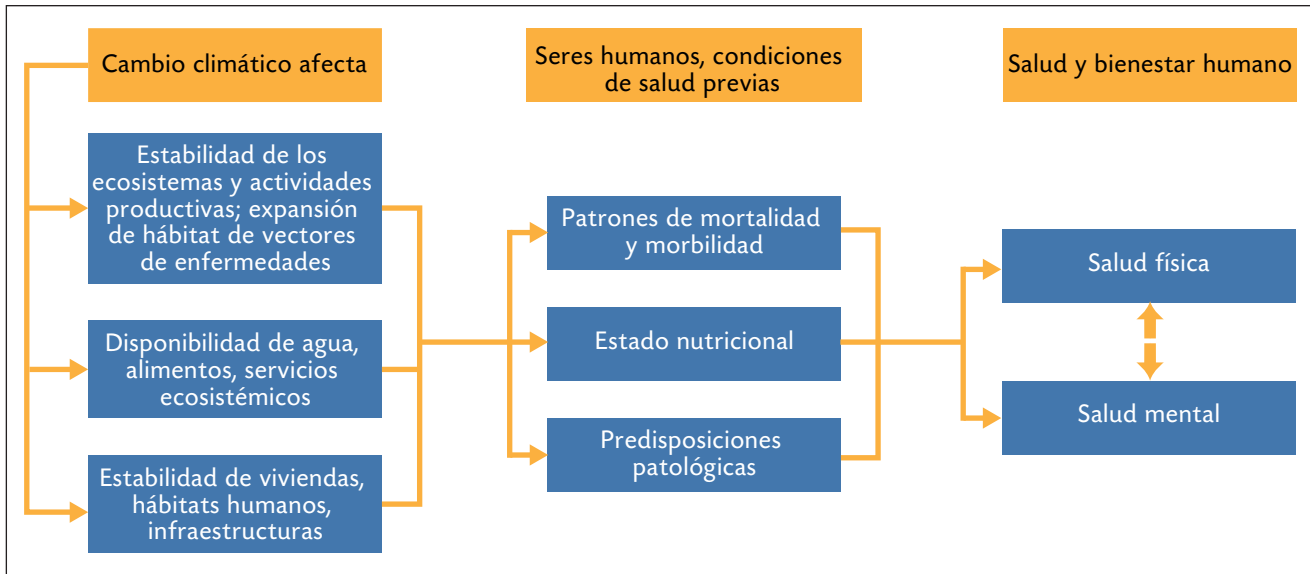 Cambio climático afecta
Seres humanos, condiciones
de salud previas
Salud y bienestar humano
Estabilidad de los
ecosistemas y actividades
productivas; expansión
de hábitat de vectores
de enfermedades
Disponibilidad de agua,
alimentos, servicios
ecosistémicos
Estabilidad de viviendas,
hábitats humanos,
infraestructuras
Patrones de mortalidad
y morbilidad
Estado nutricional
Predisposiciones
patológicas
Salud física
Salud mental